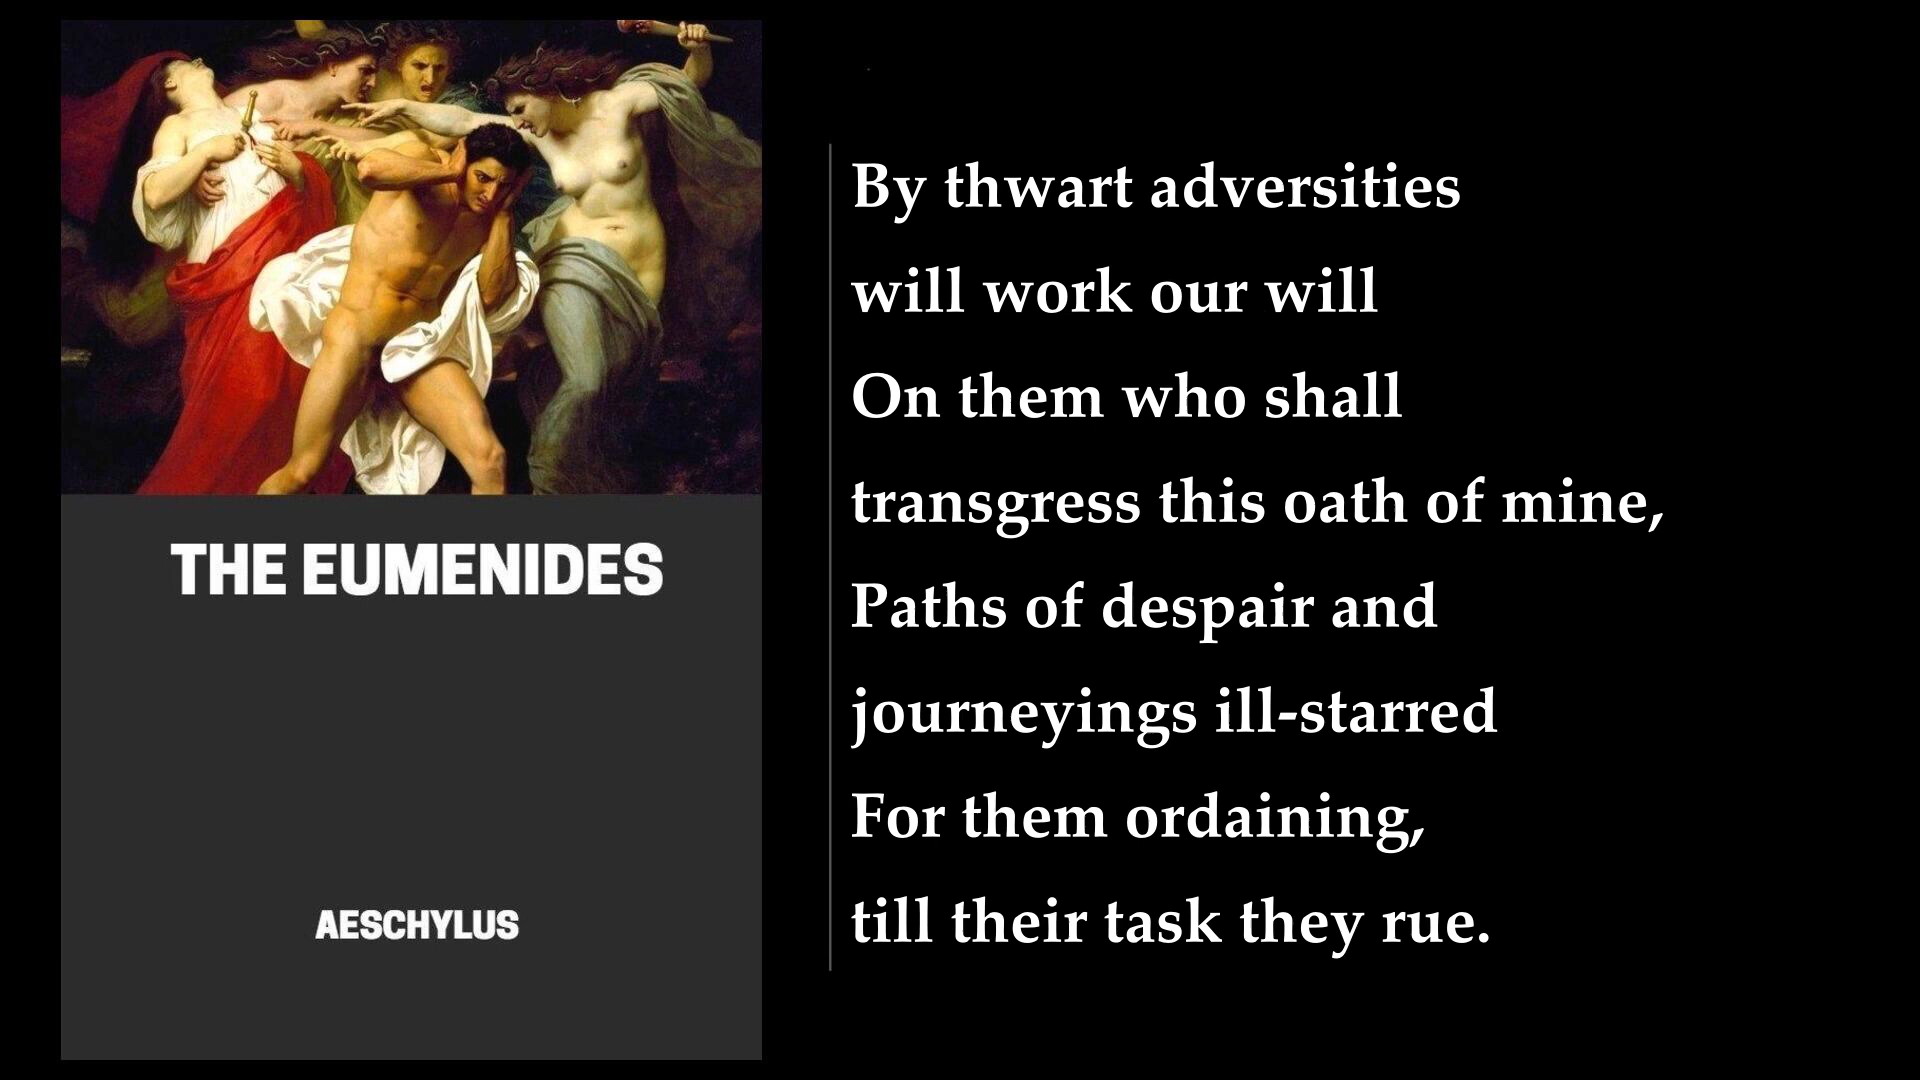 THE EUMENIDES
AESCHYLUS
By thwart adversities
will work our will
On them who shall
transgress this oath of mine,
Paths of despair and
journeyings ill-starred
For them ordaining,
till their task they rue.